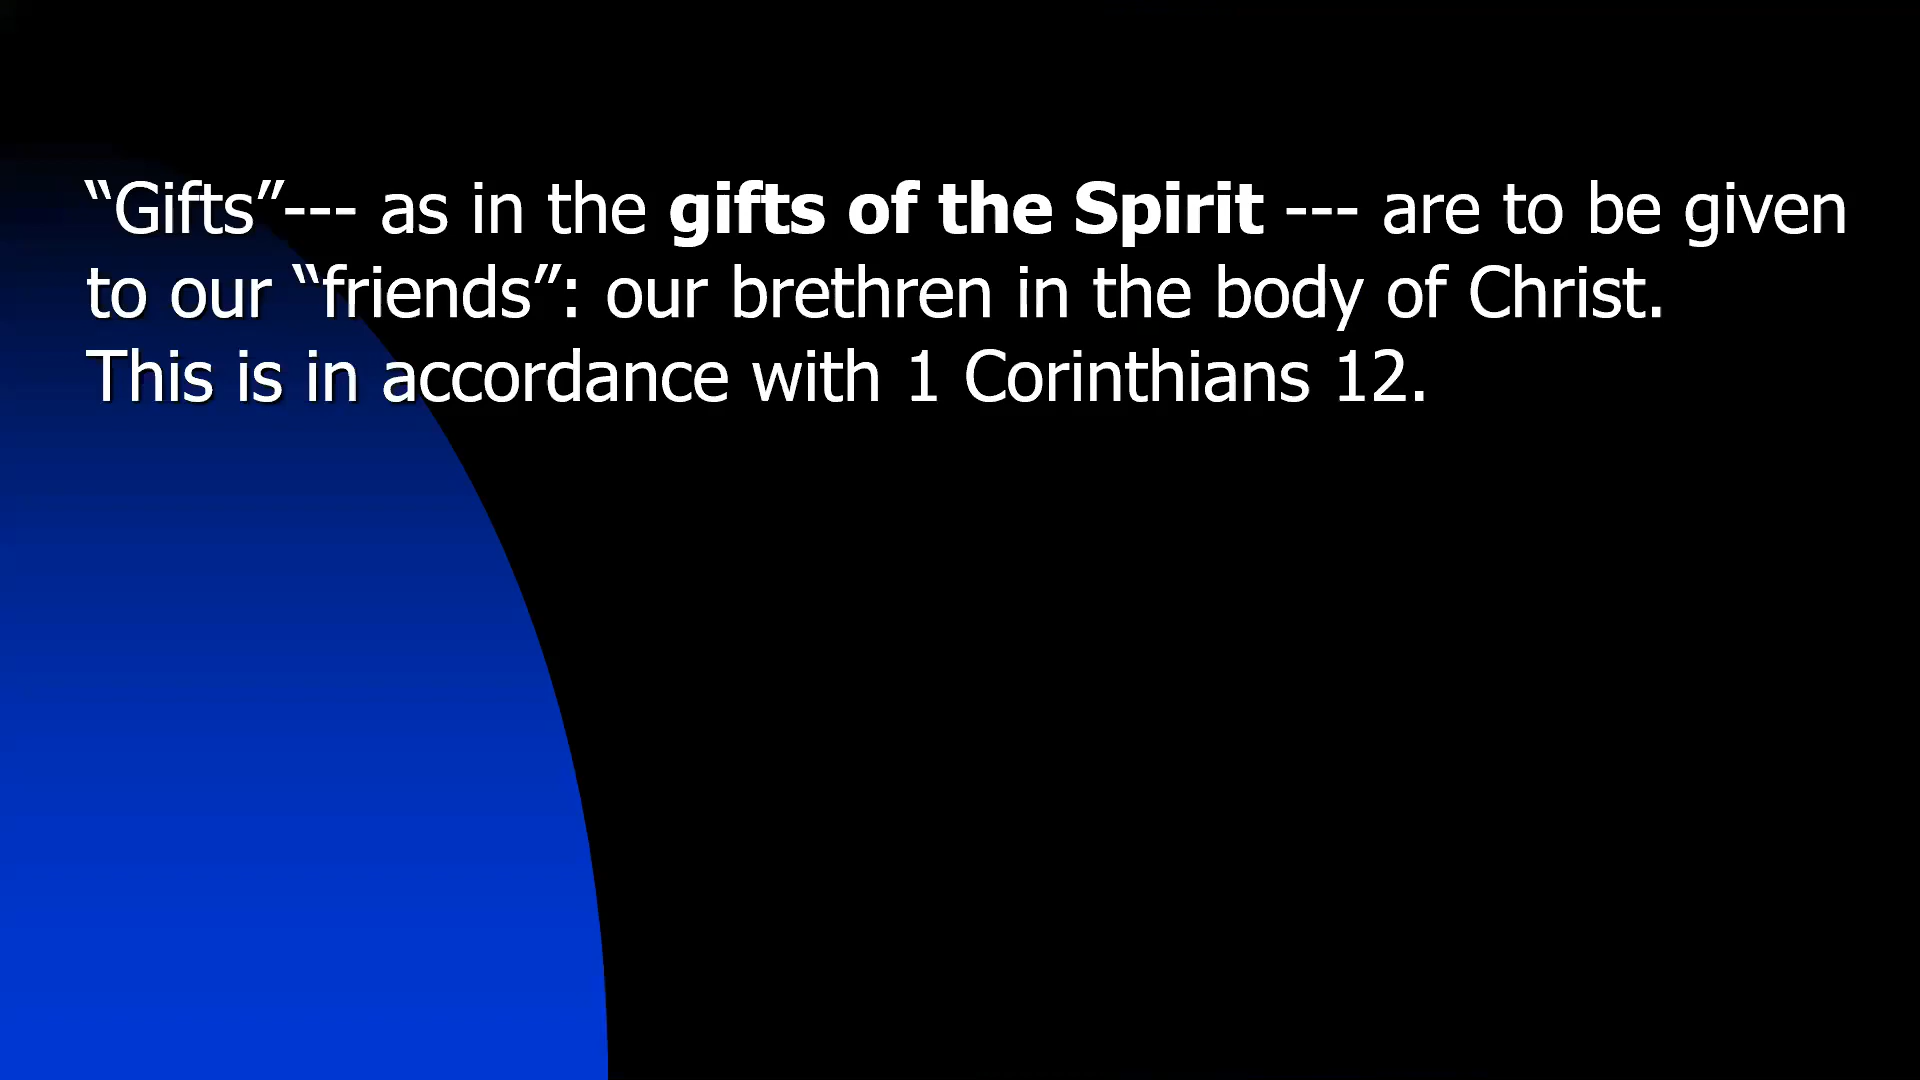 “Gifts”--- as in the gifts of the Spirit --- are to be given
to our “friends”: our brethren in the body of Christ.
This is in accordance with 1 Corinthians 12.